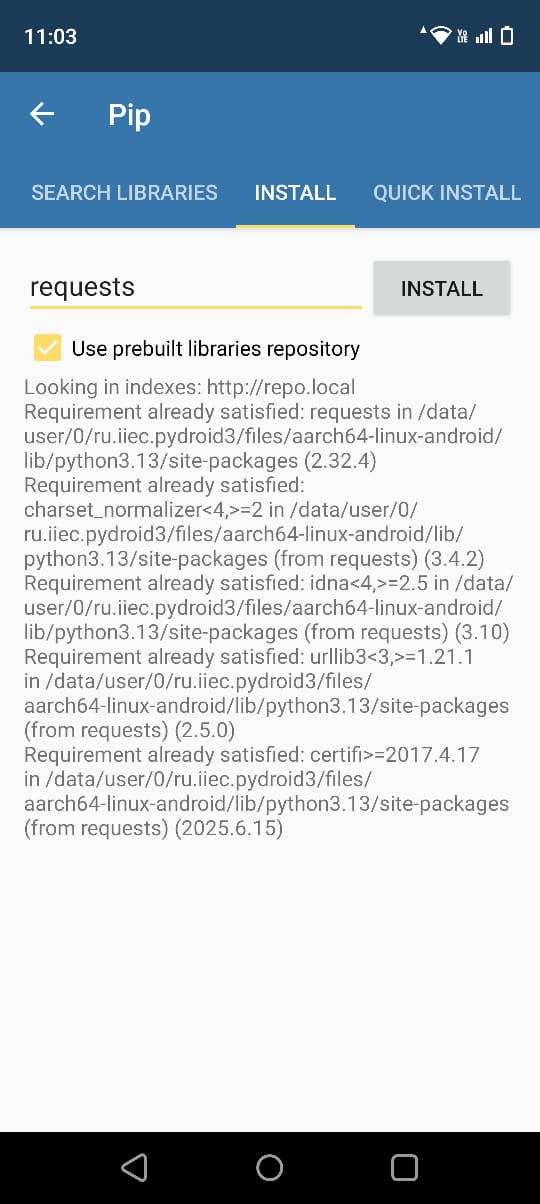 11:03
Vo
LTE
Pip
SEARCH LIBRARIES
INSTALL
QUICK INSTALL
requests
INSTALL
Use prebuilt libraries repository
Looking in indexes: http://repo.local
Requirement already satisfied: requests in /data/
user/0/ru.iiec.pydroid3/files/aarch64-linux-android/
lib/python3.13/site-packages (2.32.4)
Requirement already satisfied:
charset_normalizer<4,>=2 in /data/user/0/
ru.iiec.pydroid3/files/aarch64-linux-android/lib/
python3.13/site-packages (from requests) (3.4.2)
Requirement already satisfied: idna<4,>=2.5 in /data/
user/0/ru.iiec.pydroid3/files/aarch64-linux-android/
lib/python3.13/site-packages (from requests) (3.10)
Requirement already satisfied: urllib3<3,>=1.21.1
in /data/user/0/ru.iiec.pydroid3/files/
aarch64-linux-android/lib/python3.13/site-packages
(from requests) (2.5.0)
Requirement already satisfied: certifi>=2017.4.17
in /data/user/0/ru.iiec.pydroid3/files/
aarch64-linux-android/lib/python3.13/site-packages
(from requests) (2025.6.15)